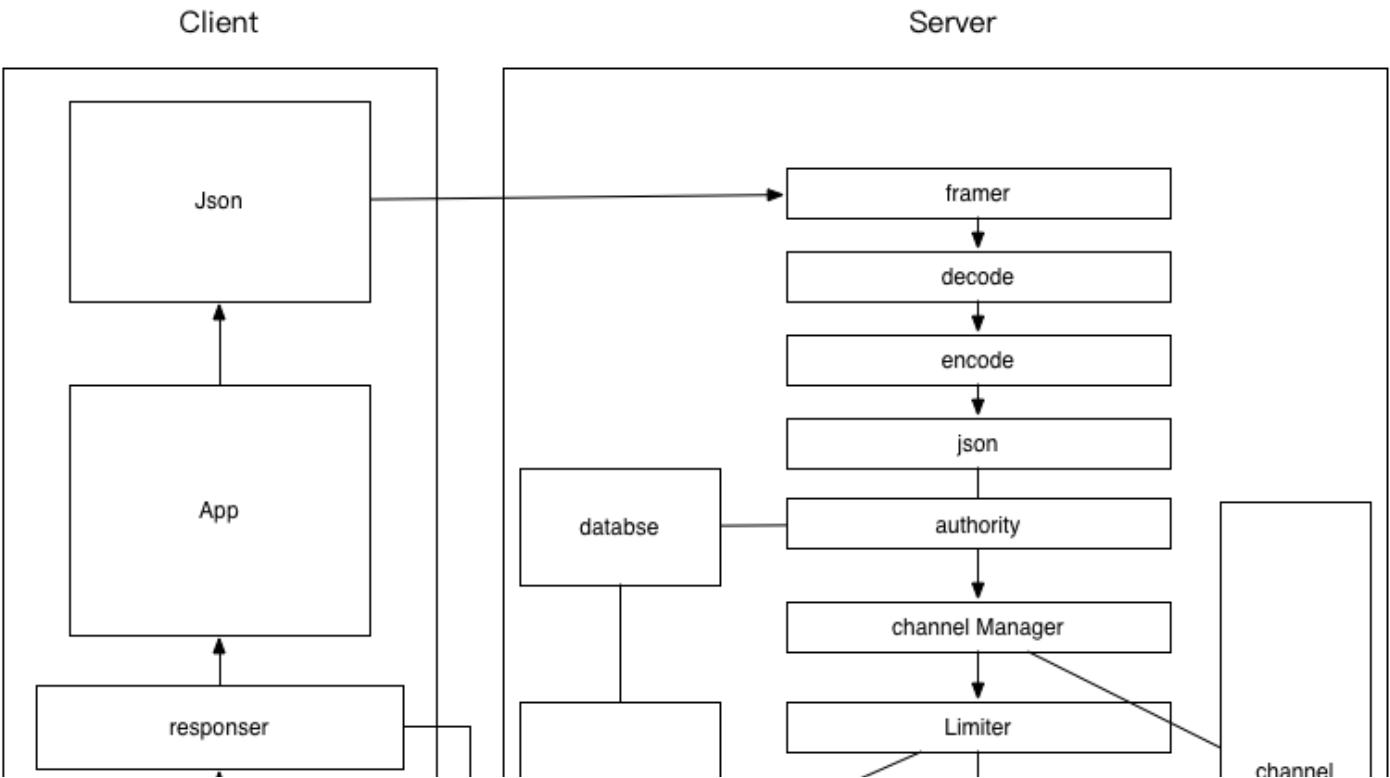 Client
Server
Json
framer
decode
encode
json
App
databse
authority
channel Manager
responser
Limiter
channel